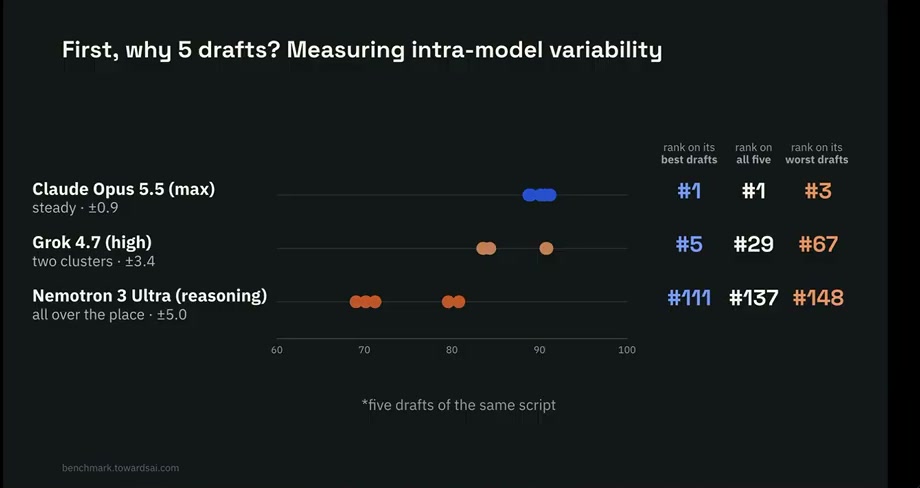 First, why 5 drafts? Measuring intra-model variability
rank on its best drafts
rank on all five
rank on its worst drafts
Claude Opus 5.5 (max)
steady · ±0.9
#1 #1 #3
Grok 4.7 (high)
two clusters · ±3.4
#5 #29 #67
Nemotron 3 Ultra (reasoning)
all over the place · ±5.0
#111 #137 #148
60 70 80 90 100
*five drafts of the same script
benchmark.towardsai.com